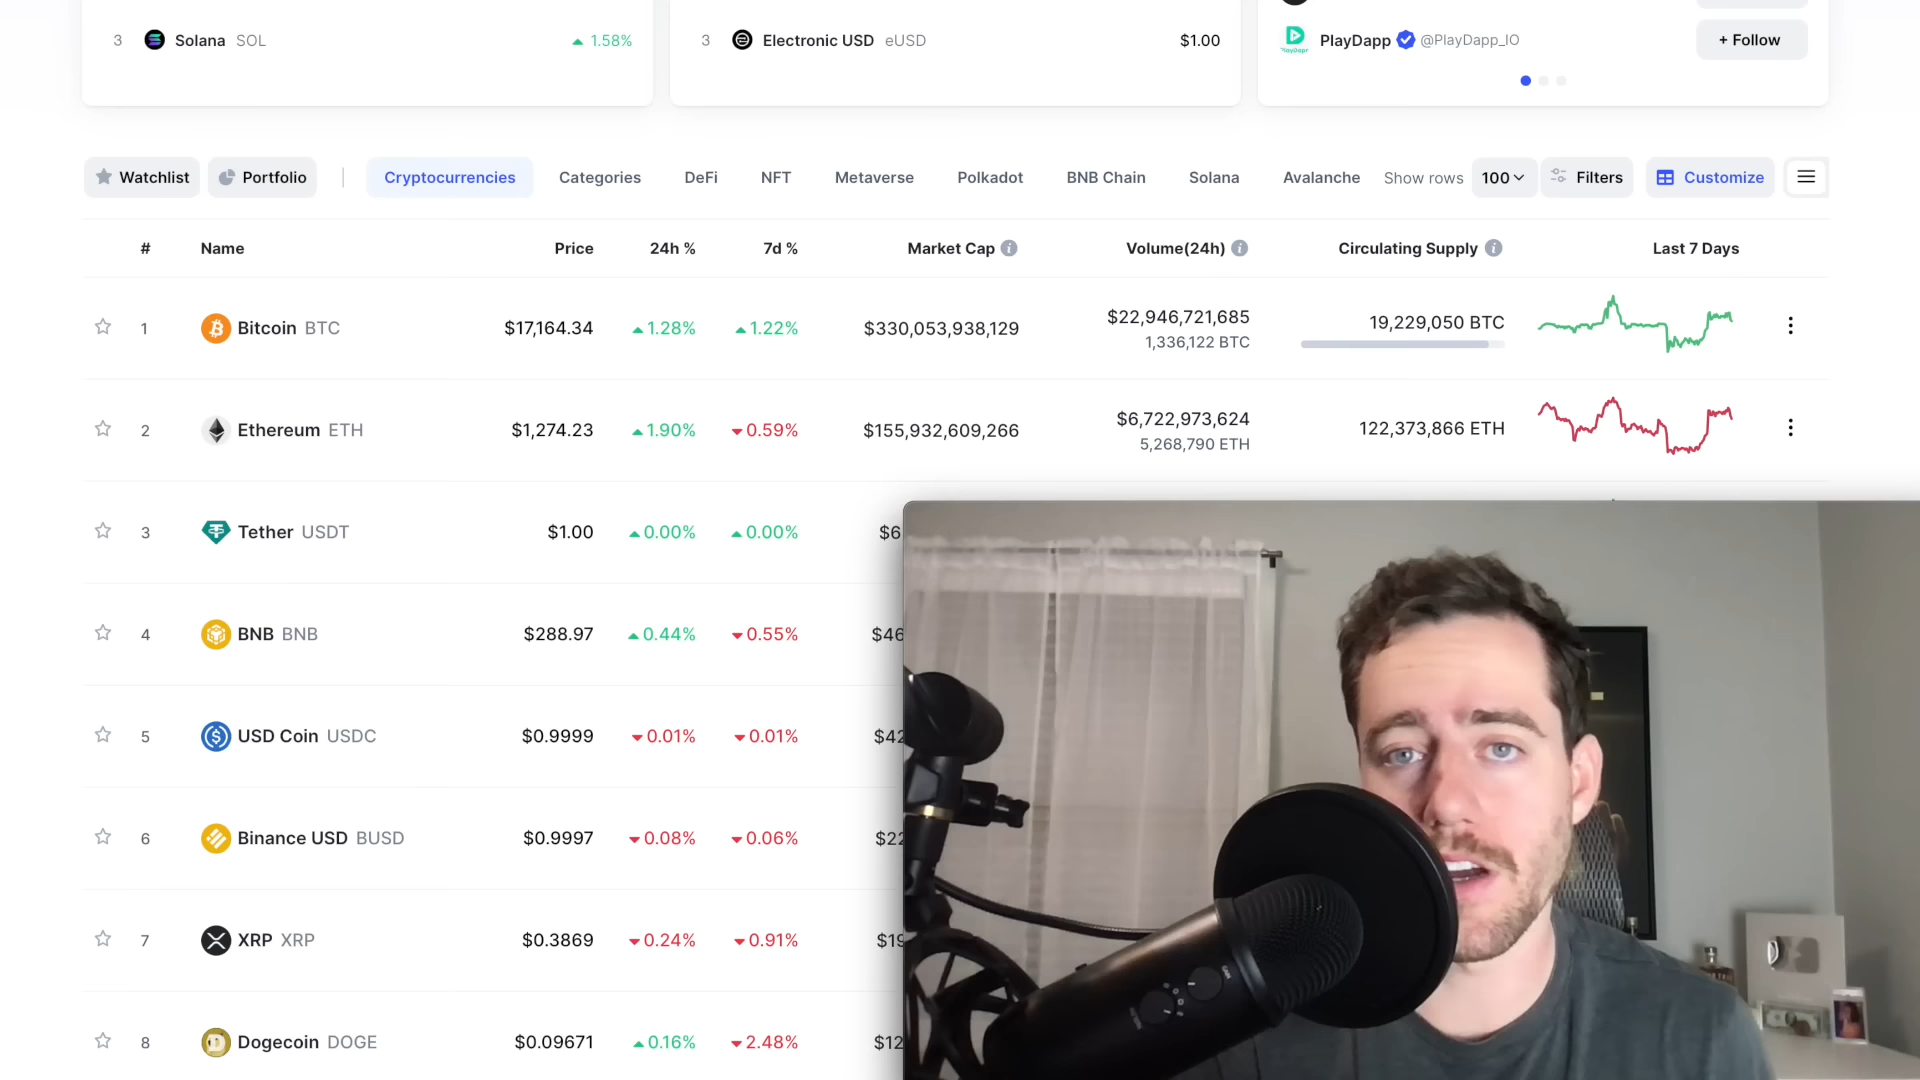 3 Solana SOL 1.58%
3 Electronic USD eUSD $1.00
PlayDapp @PlayDapp_IO + Follow
Watchlist Portfolio Cryptocurrencies Categories DeFi NFT Metaverse Polkadot BNB Chain Solana Avalanche Show rows 100 Filters Customize
# Name Price 24h % 7d % Market Cap Volume(24h) Circulating Supply Last 7 Days
1 Bitcoin BTC $17,164.34 1.28% 1.22% $330,053,938,129 $22,946,721,685 19,229,050 BTC
1,336,122 BTC
2 Ethereum ETH $1,274.23 1.90% 0.59% $155,932,609,266 $6,722,973,624 122,373,866 ETH
5,268,790 ETH
3 Tether USDT $1.00 0.00% 0.00% $6
4 BNB BNB $288.97 0.44% 0.55% $46
5 USD Coin USDC $0.9999 0.01% 0.01% $42
6 Binance USD BUSD $0.9997 0.08% 0.06% $22
7 XRP XRP $0.3869 0.24% 0.91% $19
8 Dogecoin DOGE $0.09671 0.16% 2.48% $12